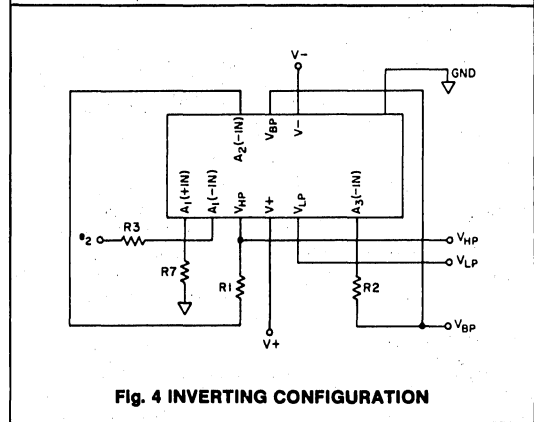 V-
GND
A2(-IN)
VBP
V-
A1(+IN)
A1(-IN)
VHP
V+
VLP
A3(-IN)
e2
R3
R7
R1
R2
VHP
VLP
VBP
V+
Fig. 4 INVERTING CONFIGURATION